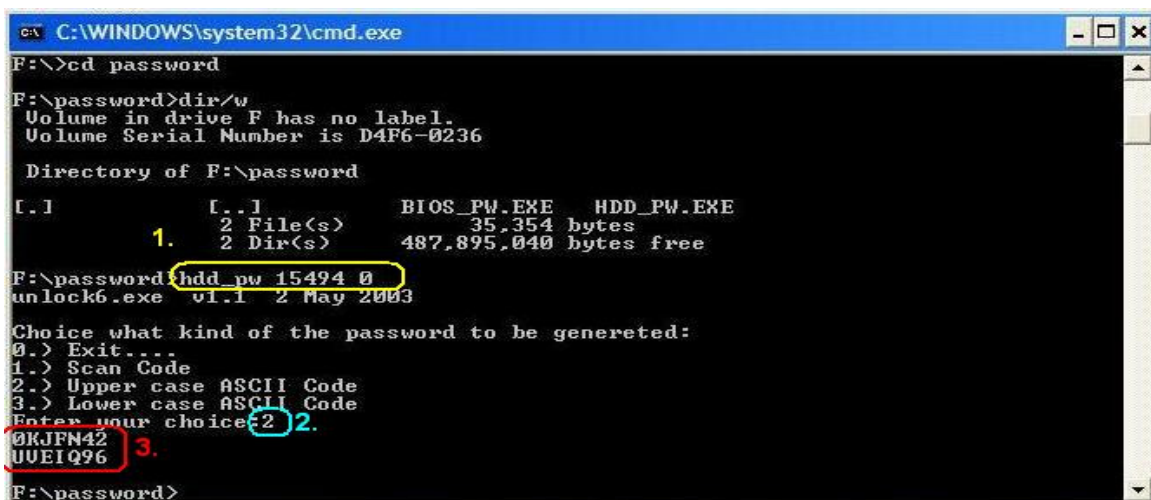 C:\WINDOWS\system32\cmd.exe
F:\>cd password
F:\password>dir/w
Volume in drive F has no label.
Volume Serial Number is D4F6-0236
Directory of F:\password
[.] [..] BIOS_PW.EXE HDD_PW.EXE
2 File(s) 35,354 bytes
1. 2 Dir(s) 487,895,040 bytes free
F:\password>hdd_pw 15494 0
unlock6.exe v1.1 2 May 2003
Choice what kind of the password to be genereted:
0.> Exit....
1.> Scan Code
2.> Upper case ASCII Code
3.> Lower case ASCII Code
Enter your choice:2 2.
0KJFN42
UVEIQ96 3.
F:\password>